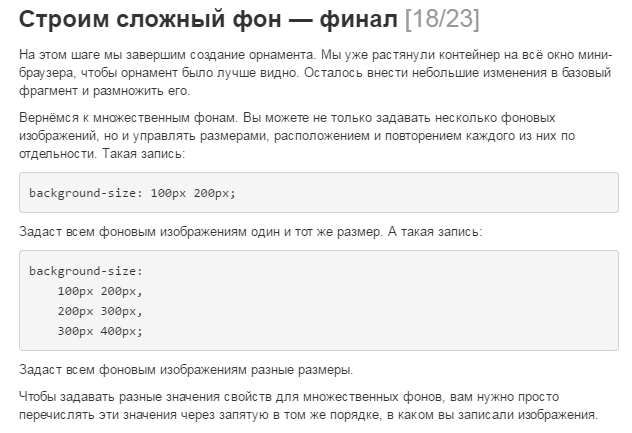 Строим сложный фон — финал [18/23]
На этом шаге мы завершим создание орнамента. Мы уже растянули контейнер на всё окно мини-
браузера, чтобы орнамент было лучше видно. Осталось внести небольшие изменения в базовый
фрагмент и размножить его.
Вернёмся к множественным фонам. Вы можете не только задавать несколько фоновых
изображений, но и управлять размерами, расположением и повторением каждого из них по
отдельности. Такая запись:
background-size: 100px 200px;
Задаст всем фоновым изображениям один и тот же размер. А такая запись:
background-size:
100px 200px,
200px 300px,
300px 400px;
Задаст всем фоновым изображениям разные размеры.
Чтобы задавать разные значения свойств для множественных фонов, вам нужно просто
перечислять эти значения через запятую в том же порядке, в каком вы записали изображения.